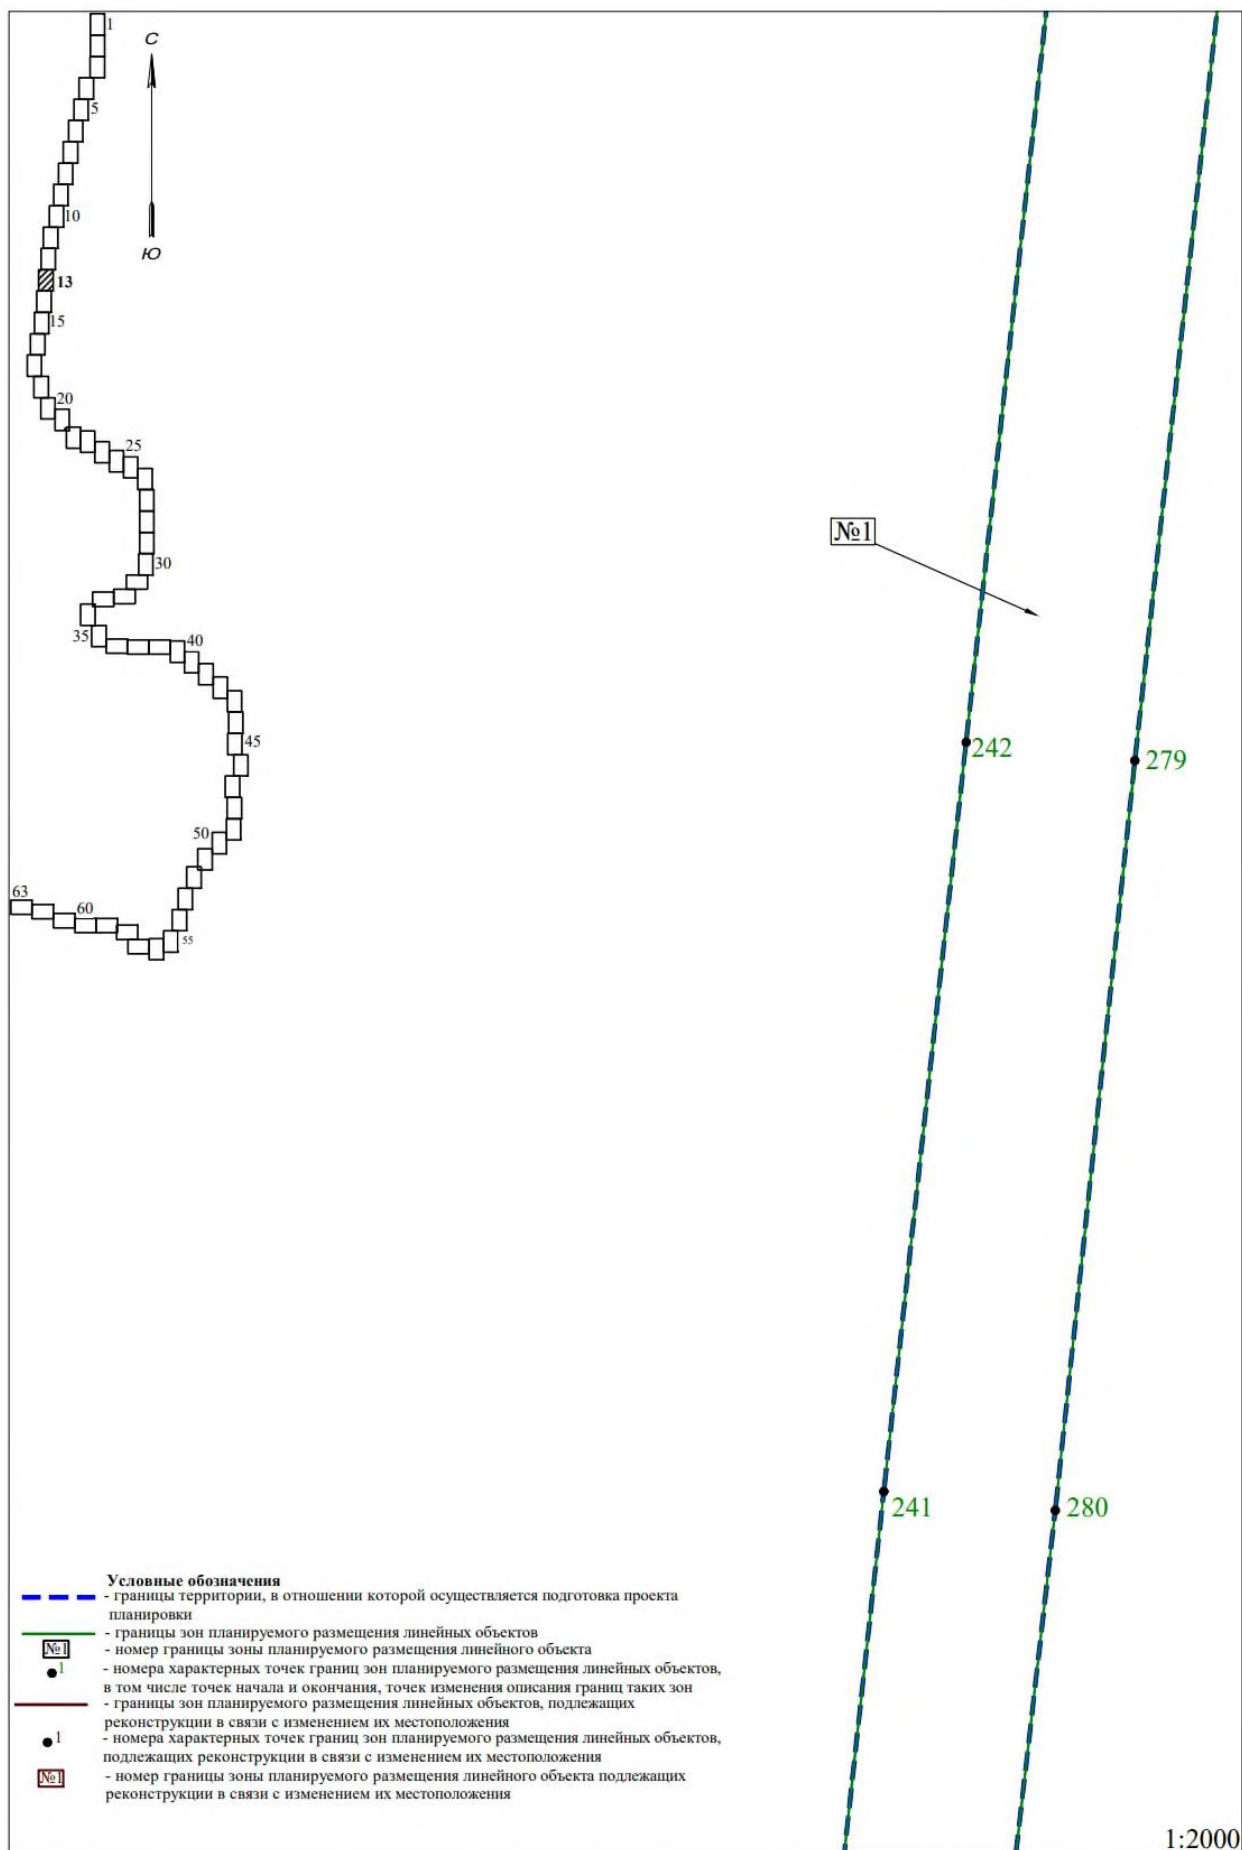 1
С
5
10
Ю
13
15
20
25
30
№1
35
40
45
242
279
50
63
60
55
241
280
Условные обозначения
- границы территории, в отношении которой осуществляется подготовка проекта
планировки
- границы зон планируемого размещения линейных объектов
№1 - номер границы зоны планируемого размещения линейного объекта
1 - номера характерных точек границ зон планируемого размещения линейных объектов,
в том числе точек начала и окончания, точек изменения описания границ таких зон
- границы зон планируемого размещения линейных объектов, подлежащих
реконструкции в связи с изменением их местоположения
1 - номера характерных точек границ зон планируемого размещения линейных объектов,
подлежащих реконструкции в связи с изменением их местоположения
№1 - номер границы зоны планируемого размещения линейного объекта подлежащих
реконструкции в связи с изменением их местоположения
1:2000